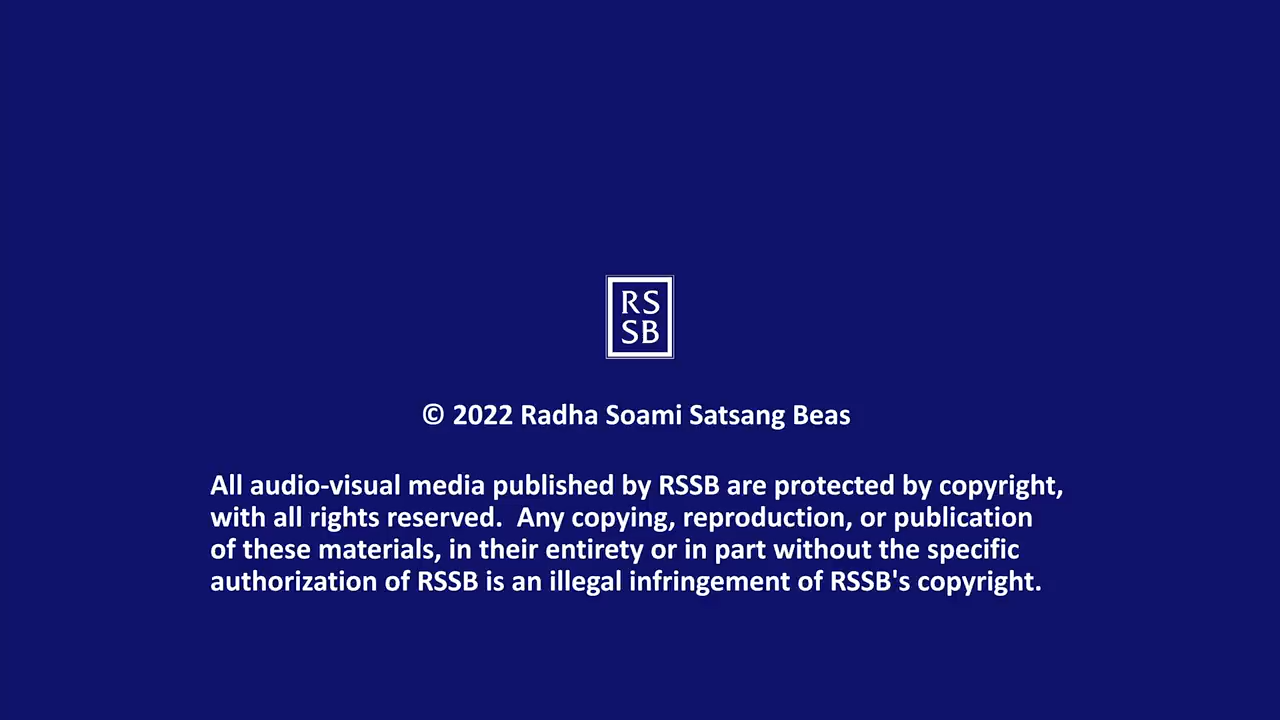 RS
SB
© 2022 Radha Soami Satsang Beas
All audio-visual media published by RSSB are protected by copyright,
with all rights reserved.  Any copying, reproduction, or publication
of these materials, in their entirety or in part without the specific
authorization of RSSB is an illegal infringement of RSSB's copyright.